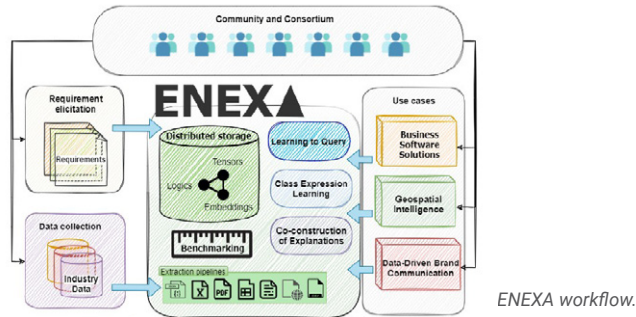 Community and Consortium
Requirement
elicitation
Requirements
ENEXA
Distributed storage
Tensors
Logics
Embeddings
Benchmarking
Learning to Query
Class Expression
Learning
Co-construction
of Explanations
Extraction pipelines
PDF
Use cases
Business
Software
Solutions
Geospatial
Intelligence
Data-Driven Brand
Communication
Data collection
Industry
Data
ENEXA workflow.